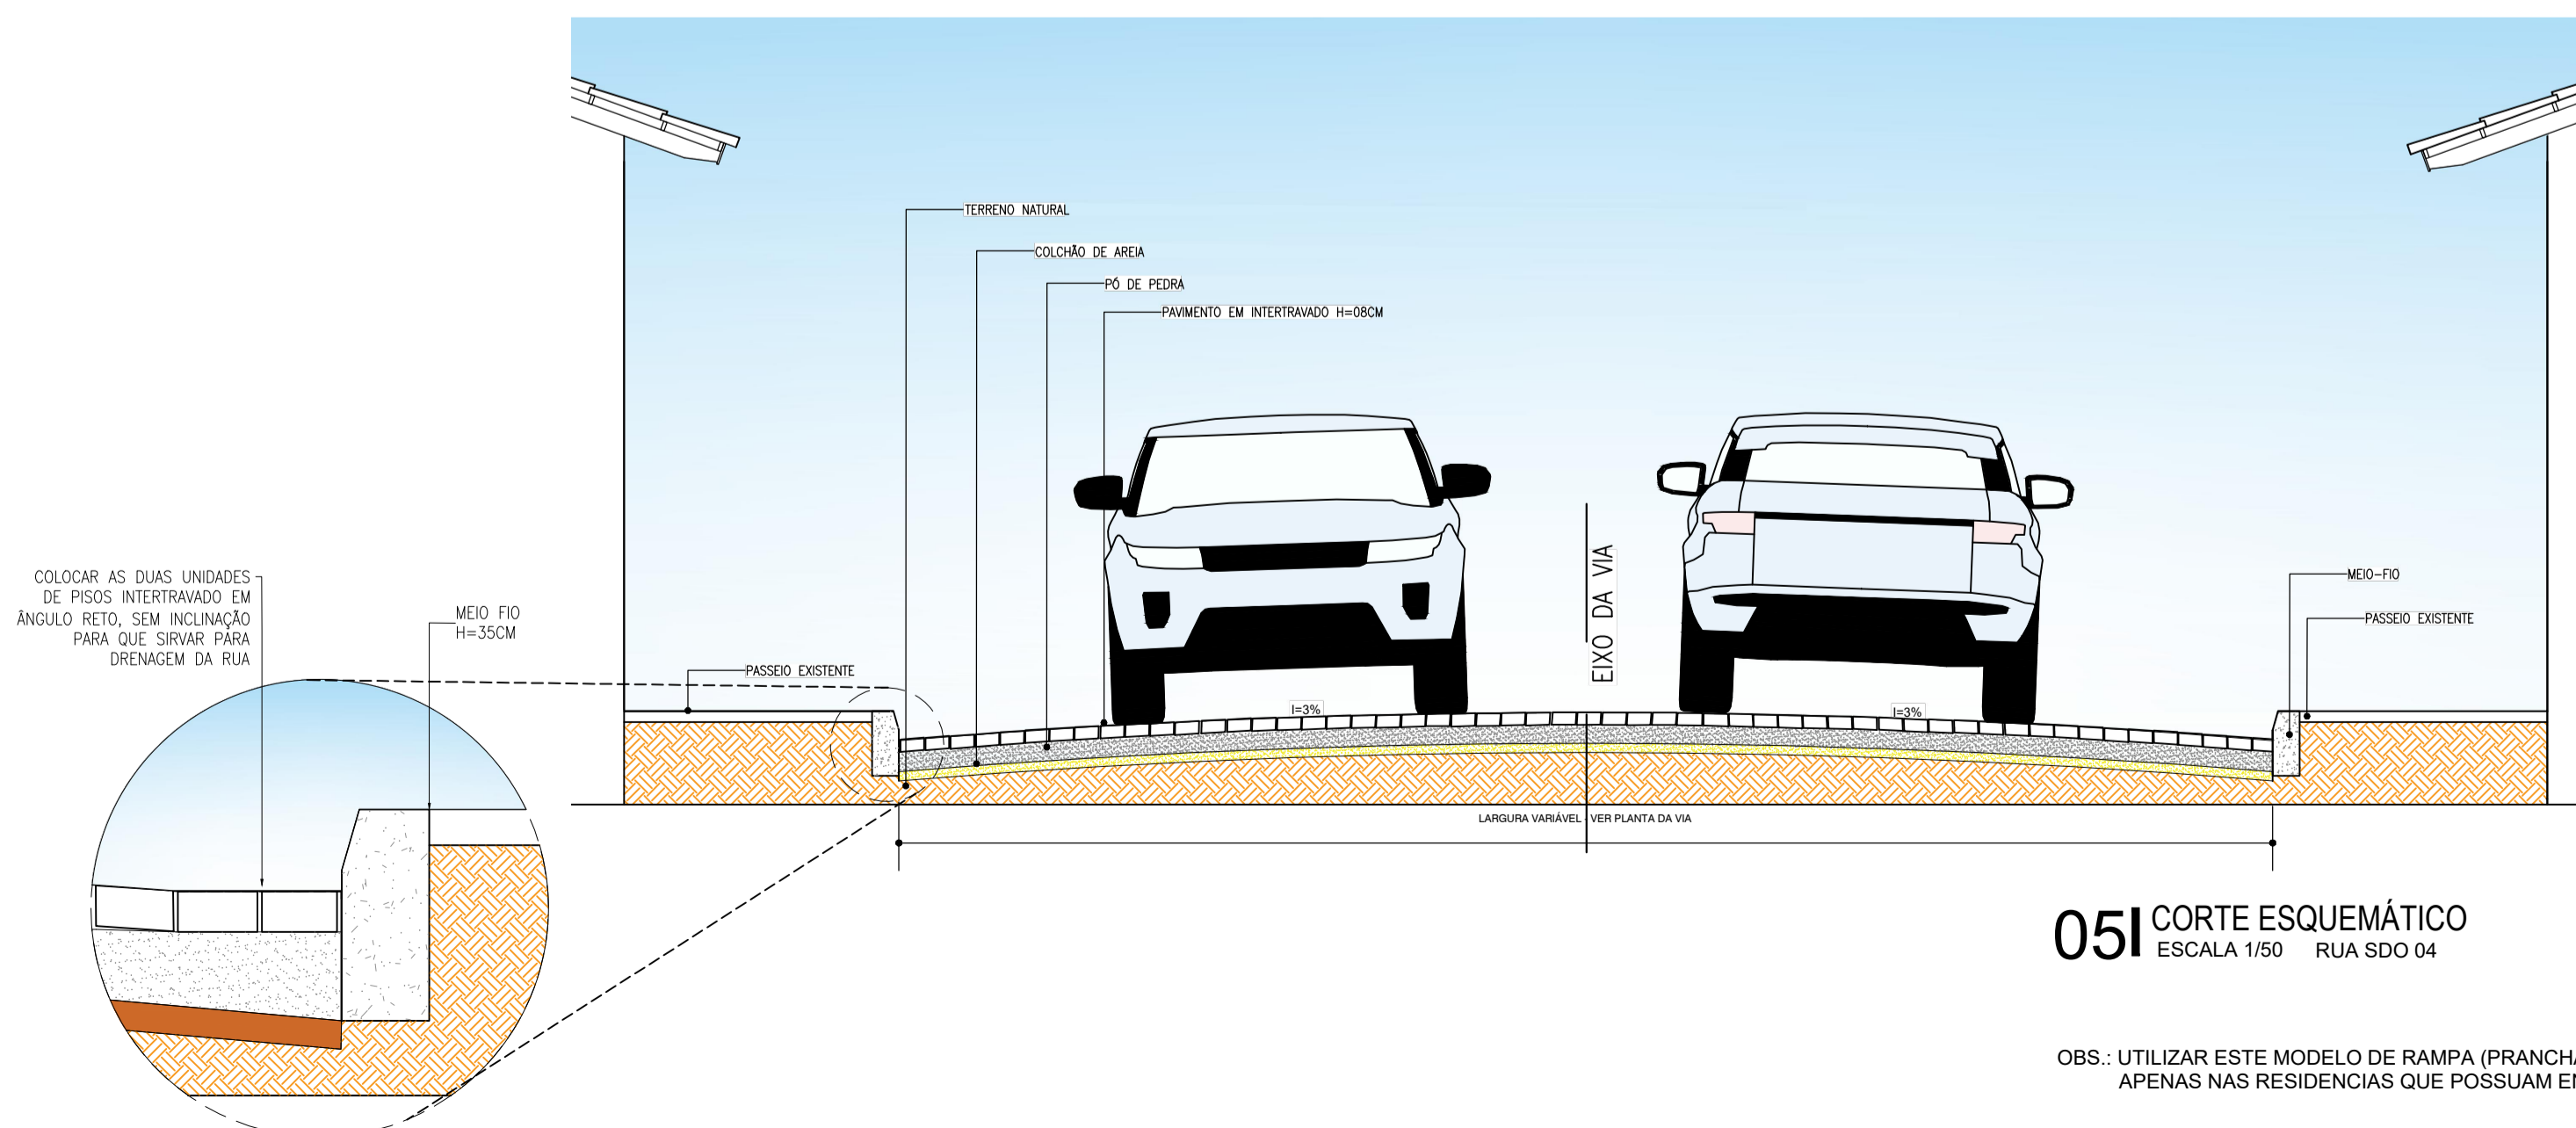 TERRENO NATURAL
COLCHÃO DE AREIA
PÓ DE PEDRA
PAVIMENTO EM INTERTRAVADO H=08CM
COLOCAR AS DUAS UNIDADES
DE PISOS INTERTRAVADO EM
ÂNGULO RETO, SEM INCLINAÇÃO
PARA QUE SIRVAR PARA
DRENAGEM DA RUA
MEIO FIO
H=35CM
PASSEIO EXISTENTE
EIXO DA VIA
MEIO-FIO
PASSEIO EXISTENTE
I=3%
I=3%
LARGURA VARIÁVEL - VER PLANTA DA VIA
05| CORTE ESQUEMÁTICO
ESCALA 1/50 RUA SDO 04
OBS.: UTILIZAR ESTE MODELO DE RAMPA (PRANCHA
APENAS NAS RESIDENCIAS QUE POSSUAM